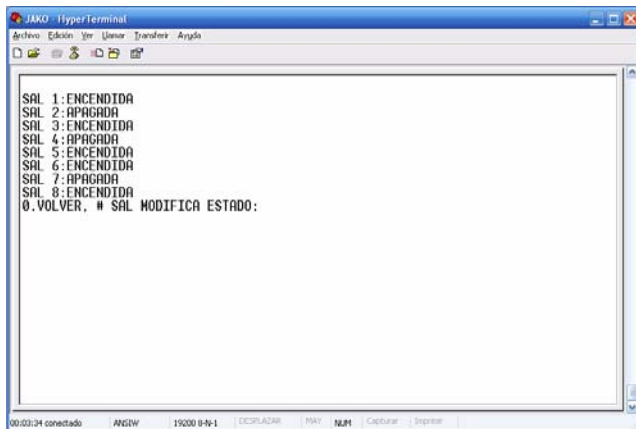 JAKO - HyperTerminal
Archivo Edición Ver Llamar Transferir Ayuda
SAL 1:ENCENDIDA
SAL 2:APAGADA
SAL 3:ENCENDIDA
SAL 4:APAGADA
SAL 5:ENCENDIDA
SAL 6:ENCENDIDA
SAL 7:APAGADA
SAL 8:ENCENDIDA
0.VOLVER, # SAL MODIFICA ESTADO:
00:03:34 conectado ANSIW 19200 8-N-1 DESPLAZAR MAY NUM Capturar Imprimir